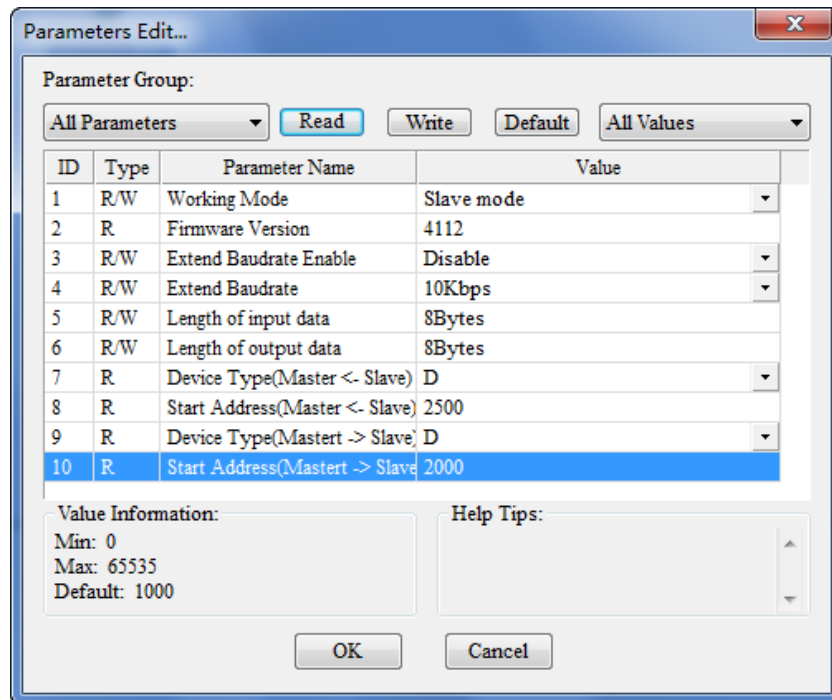 Parameters Edit...
Parameter Group:
All Parameters Read Write Default All Values
ID Type Parameter Name Value
1 R/W Working Mode Slave mode
2 R Firmware Version 4112
3 R/W Extend Baudrate Enable Disable
4 R/W Extend Baudrate 10Kbps
5 R/W Length of input data 8Bytes
6 R/W Length of output data 8Bytes
7 R Device Type(Master <- Slave) D
8 R Start Address(Master <- Slave) 2500
9 R Device Type(Mastert -> Slave) D
10 R Start Address(Mastert -> Slave 2000
Value Information:
Min: 0
Max: 65535
Default: 1000
Help Tips:
OK Cancel